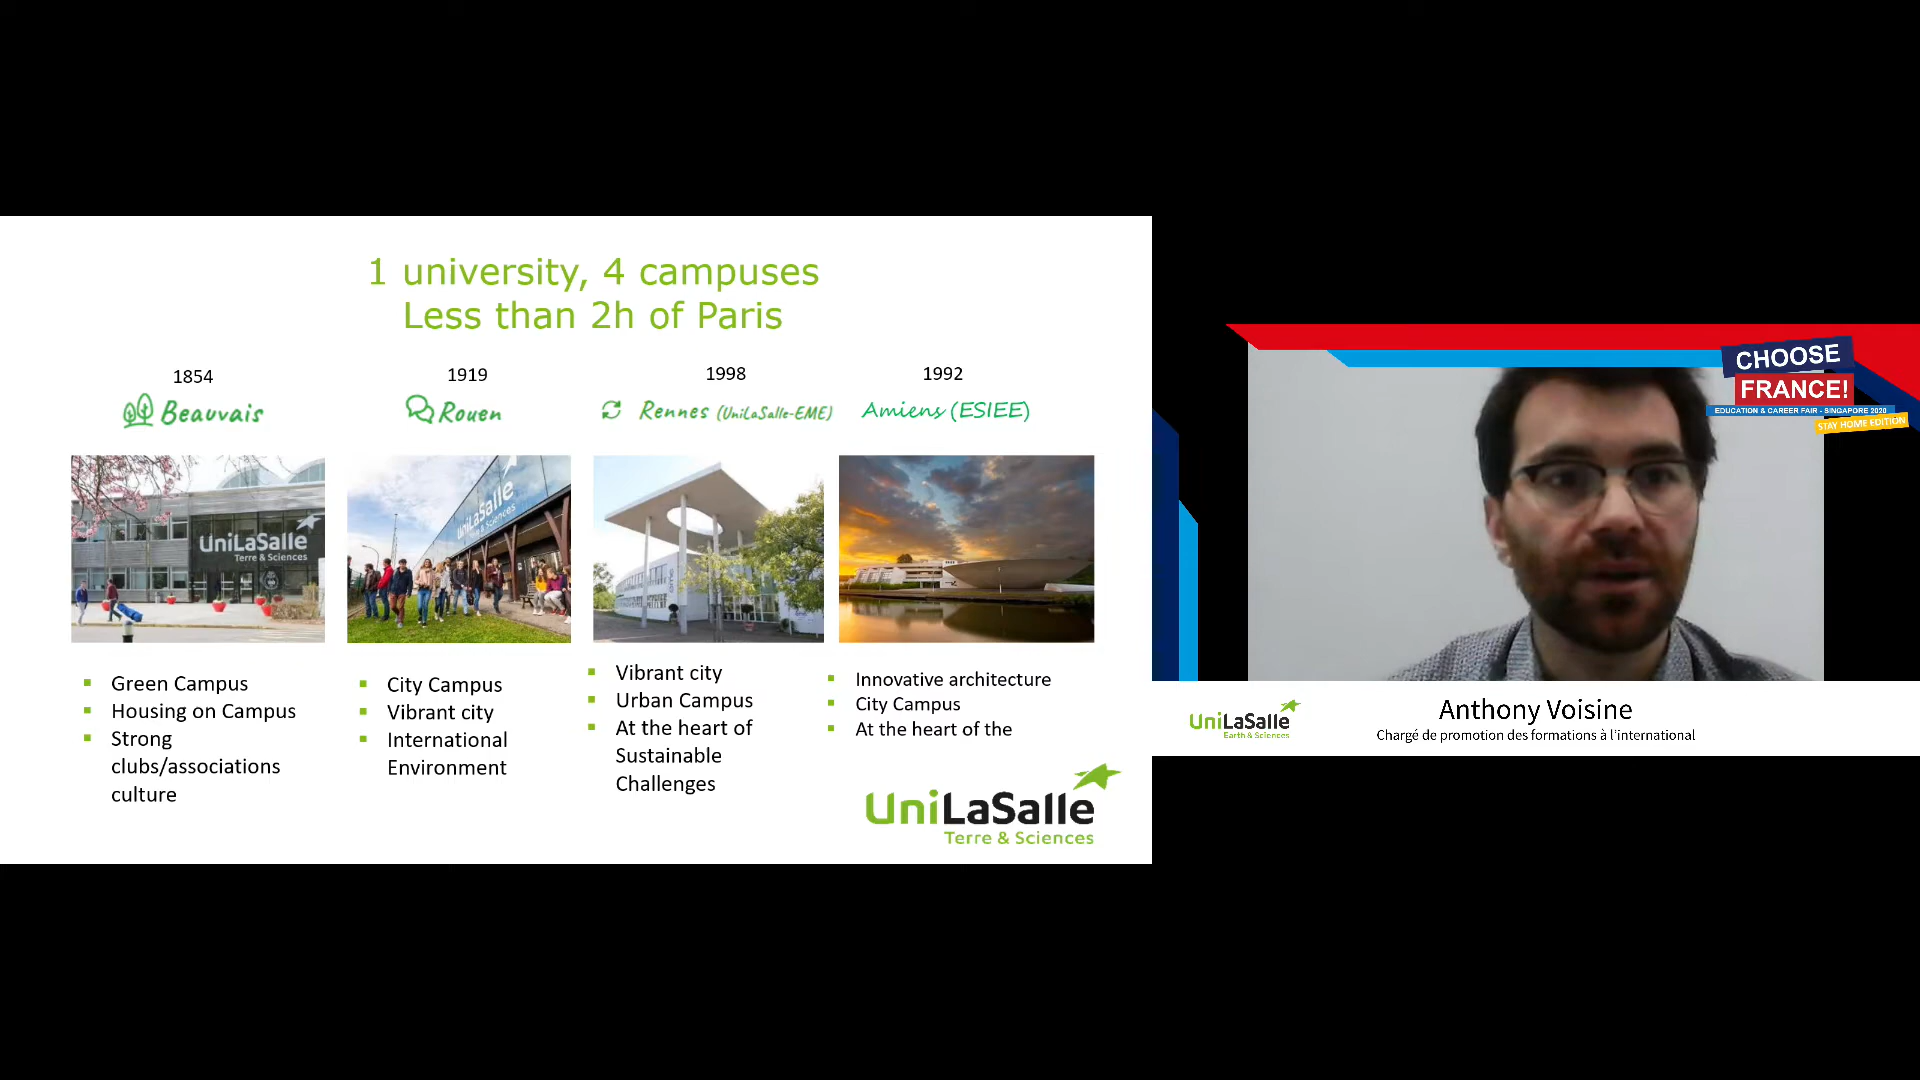 1 university, 4 campuses
Less than 2h of Paris
1854
Beauvais
1919
Rouen
1998
Rennes (UniLaSalle-EME)
1992
Amiens (ESIEE)
UniLaSalle
Terre & Sciences
UniLaSalle
Terre & Sciences
Green Campus
Housing on Campus
Strong
clubs/associations
culture
City Campus
Vibrant city
International
Environment
Vibrant city
Urban Campus
At the heart of
Sustainable
Challenges
Innovative architecture
City Campus
At the heart of the
UniLaSalle
Terre & Sciences
CHOOSE
FRANCE!
EDUCATION & CAREER FAIR - SINGAPORE 2020
STAY HOME EDITION
UniLaSalle
Earth & Sciences
Anthony Voisine
Chargé de promotion des formations à l'international